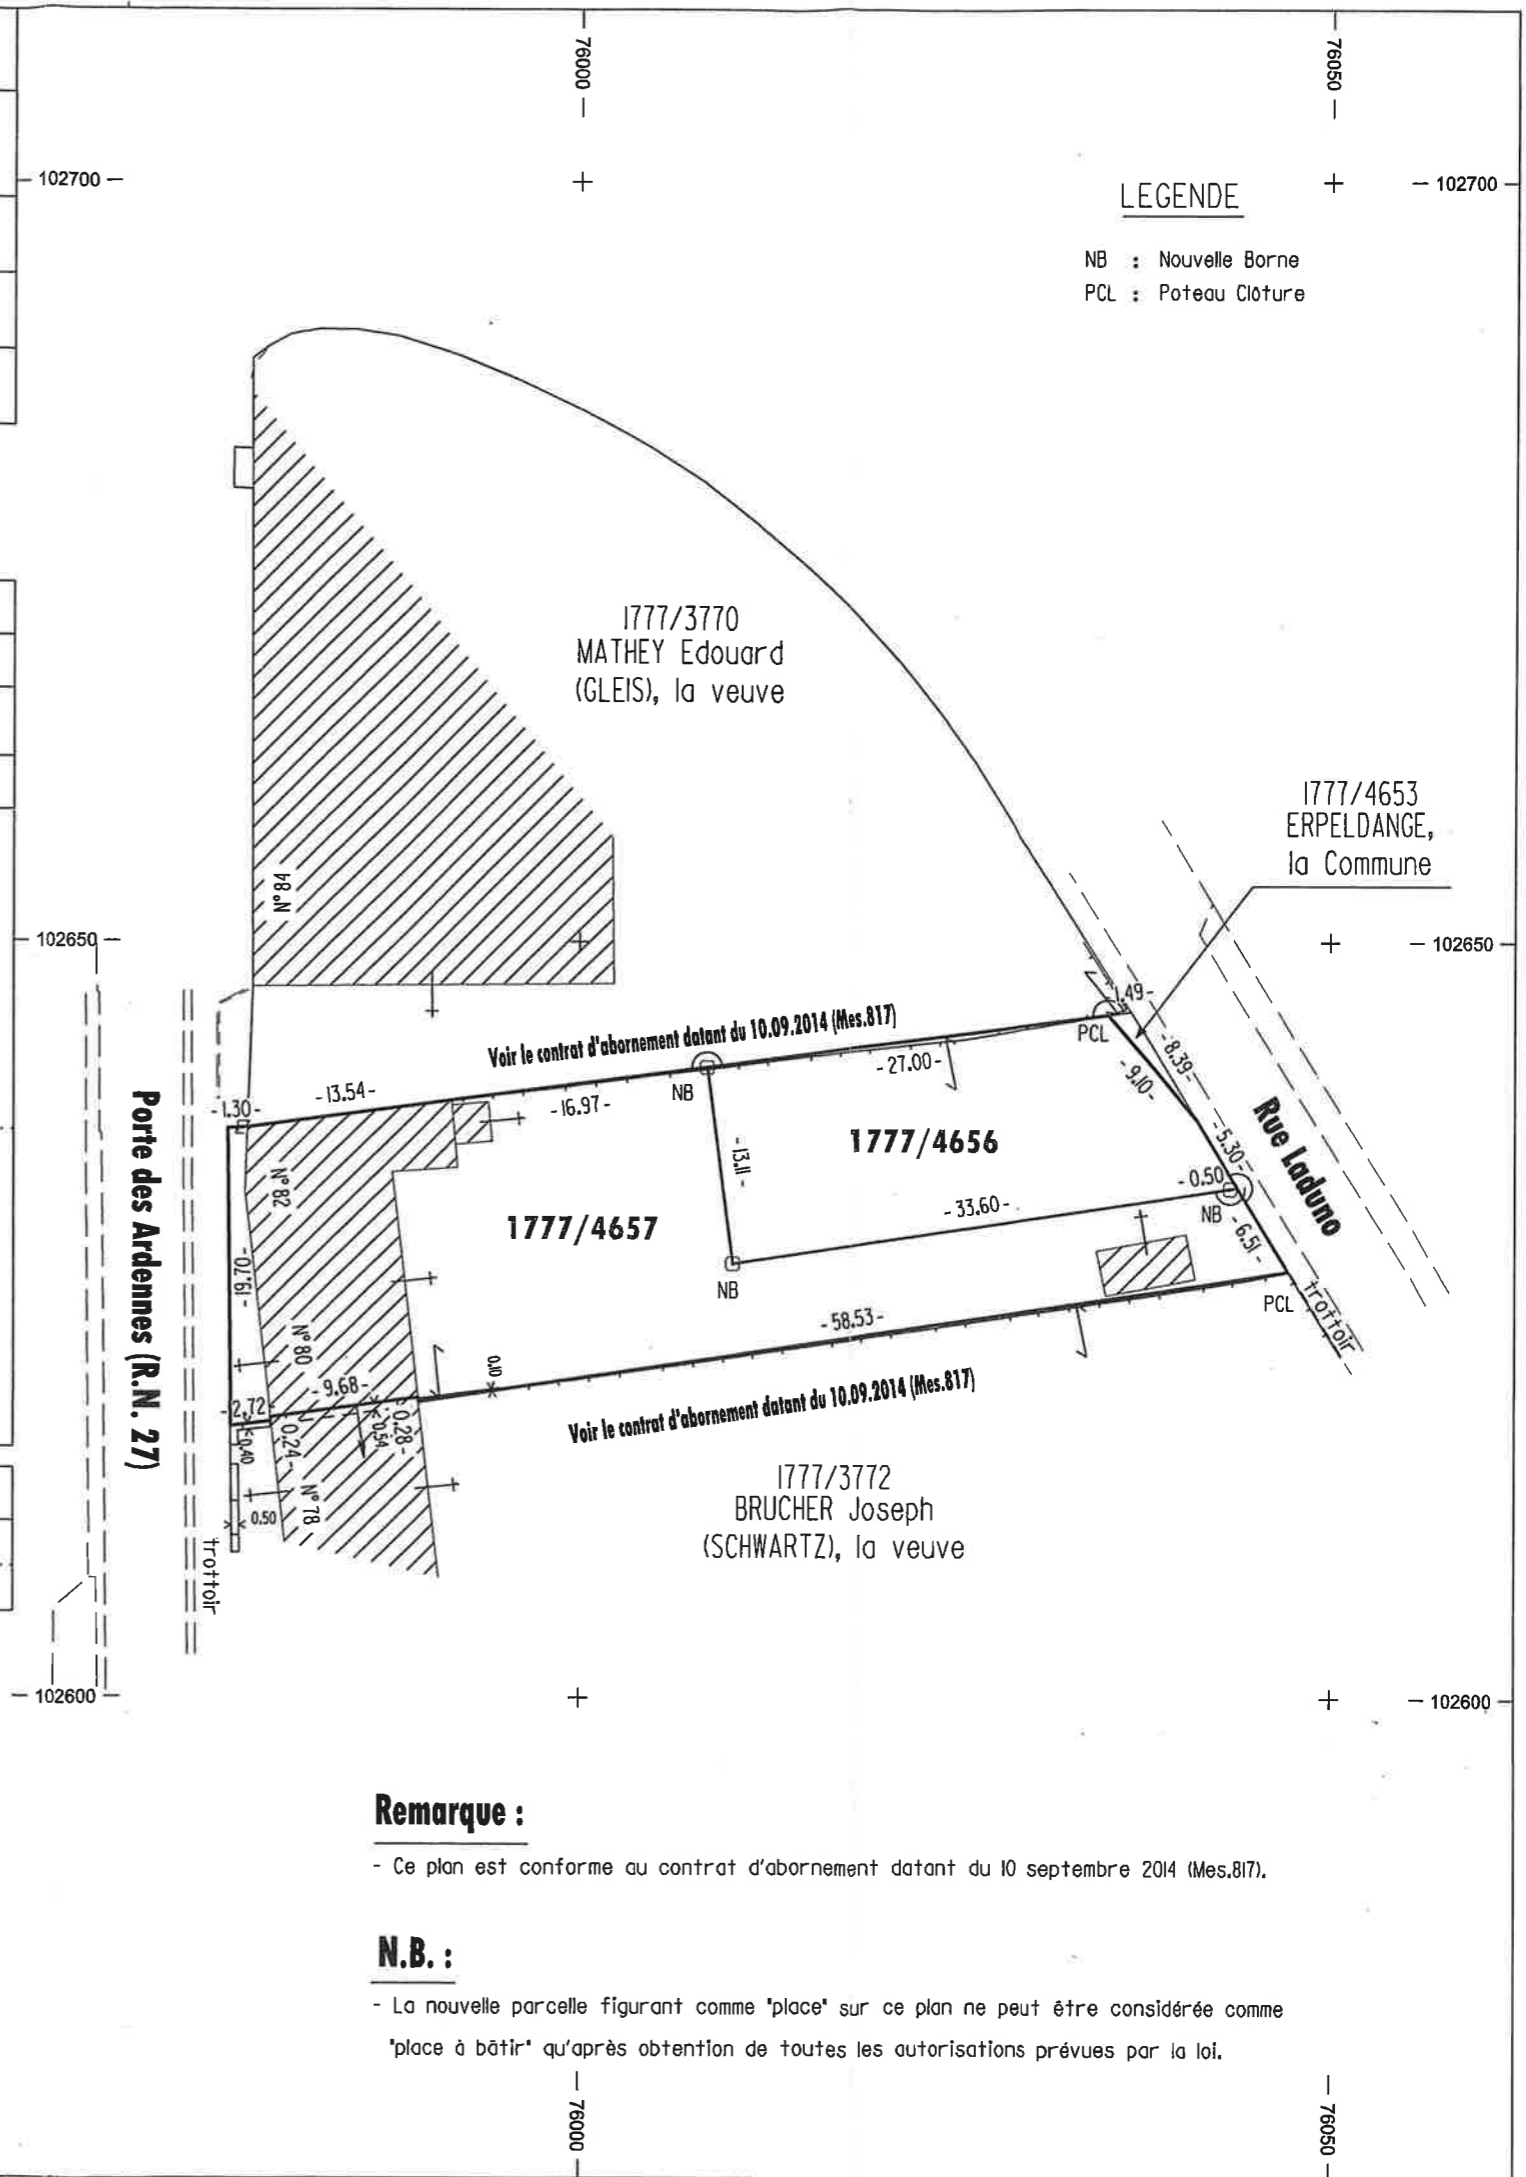 76000
76050
102700
102700
LEGENDE
NB : Nouvelle Borne
PCL : Poteau Clôture
1777/3770
MATHEY Edouard
(GLEIS), la veuve
1777/4653
ERPELDANGE,
la Commune
N° 84
102650
102650
Voir le contrat d'abornement datant du 10.09.2014 (Mes.817)
-1.49-
PCL
-8.39-
-9.10-
-27.00-
NB
-13.54-
-1.30-
-16.97-
-13.11-
1777/4656
Rue Laduno
-5.30-
-0.50
NB
-6.51-
Porte des Ardennes (R.N. 27)
N° 82
1777/4657
-33.60-
-19.70-
NB
PCL
trottoir
N° 80
-58.53-
0.10
-9.68-
-2.72-
0.28-
0.54
0.24-
0.40
Voir le contrat d'abornement datant du 10.09.2014 (Mes.817)
N° 78
0.50
trottoir
1777/3772
BRUCHER Joseph
(SCHWARTZ), la veuve
102600
102600
Remarque :
- Ce plan est conforme au contrat d'abornement datant du 10 septembre 2014 (Mes.817).
N.B. :
- La nouvelle parcelle figurant comme "place" sur ce plan ne peut être considérée comme
"place à bâtir" qu'après obtention de toutes les autorisations prévues par la loi.
76000
76050